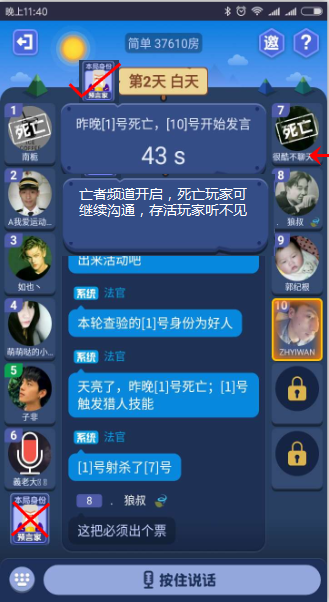 晚上11:40
简单 37610房
邀
?
本局身份
预言家
第2天 白天
昨晚[1]号死亡，[10]号开始发言
43 s
亡者频道开启，死亡玩家可
继续沟通，存活玩家听不见
1
死亡
南栀
2
A我爱运动...
3
如也丶
4
萌萌哒的小...
5
子非
6
義老大
本局身份
预言家
出来活动吧
系统 法官
本轮查验的[1]号身份为好人
系统 法官
天亮了，昨晚[1]号死亡；[1]号
触发猎人技能
系统 法官
[1]号射杀了[7]号
8 . 狼叔
这把必须出个票
7
死亡
很酷不聊天
8
. 狼叔
9
郭纪根
10
ZHYIWAN
按住说话